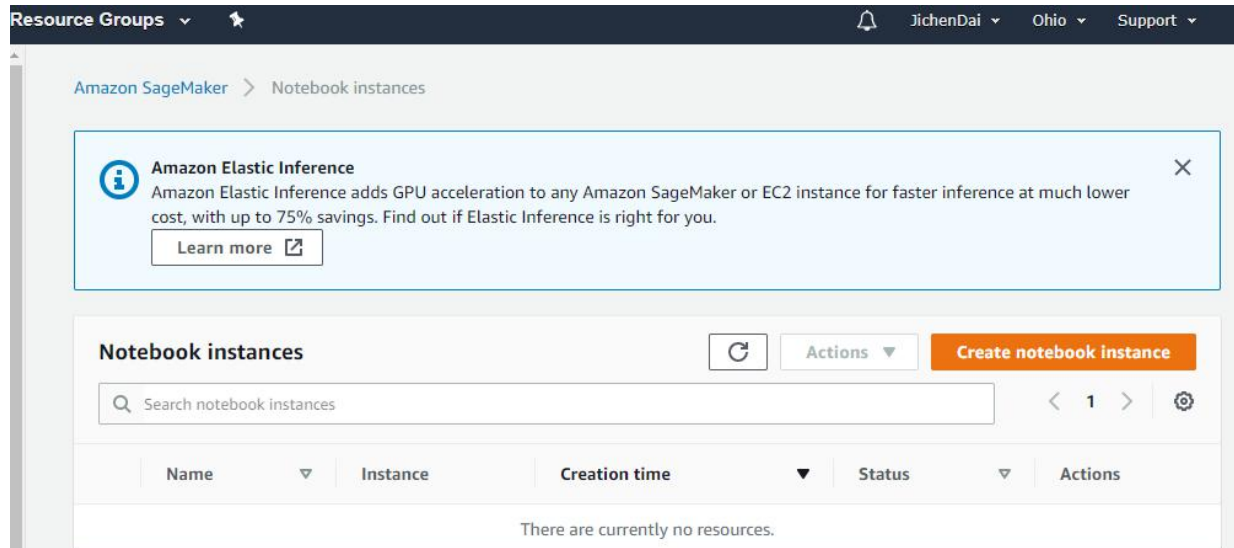 Resource Groups JichenDai Ohio Support
Amazon SageMaker > Notebook instances
Amazon Elastic Inference
Amazon Elastic Inference adds GPU acceleration to any Amazon SageMaker or EC2 instance for faster inference at much lower
cost, with up to 75% savings. Find out if Elastic Inference is right for you.
Learn more
Notebook instances Actions Create notebook instance
Search notebook instances < 1 >
Name Instance Creation time Status Actions
There are currently no resources.